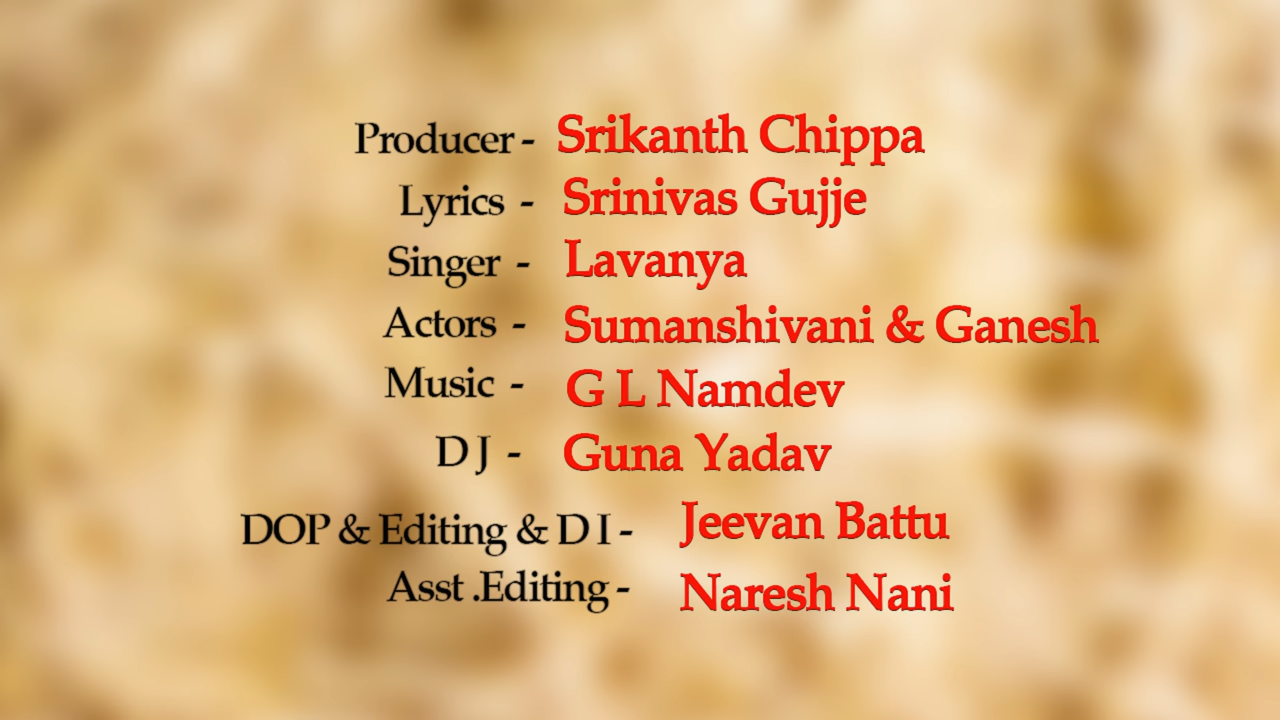 Producer - Srikanth Chippa
Lyrics - Srinivas Gujje
Singer - Lavanya
Actors - Sumanshivani & Ganesh
Music - G L Namdev
D J - Guna Yadav
DOP & Editing & D I - Jeevan Battu
Asst .Editing - Naresh Nani